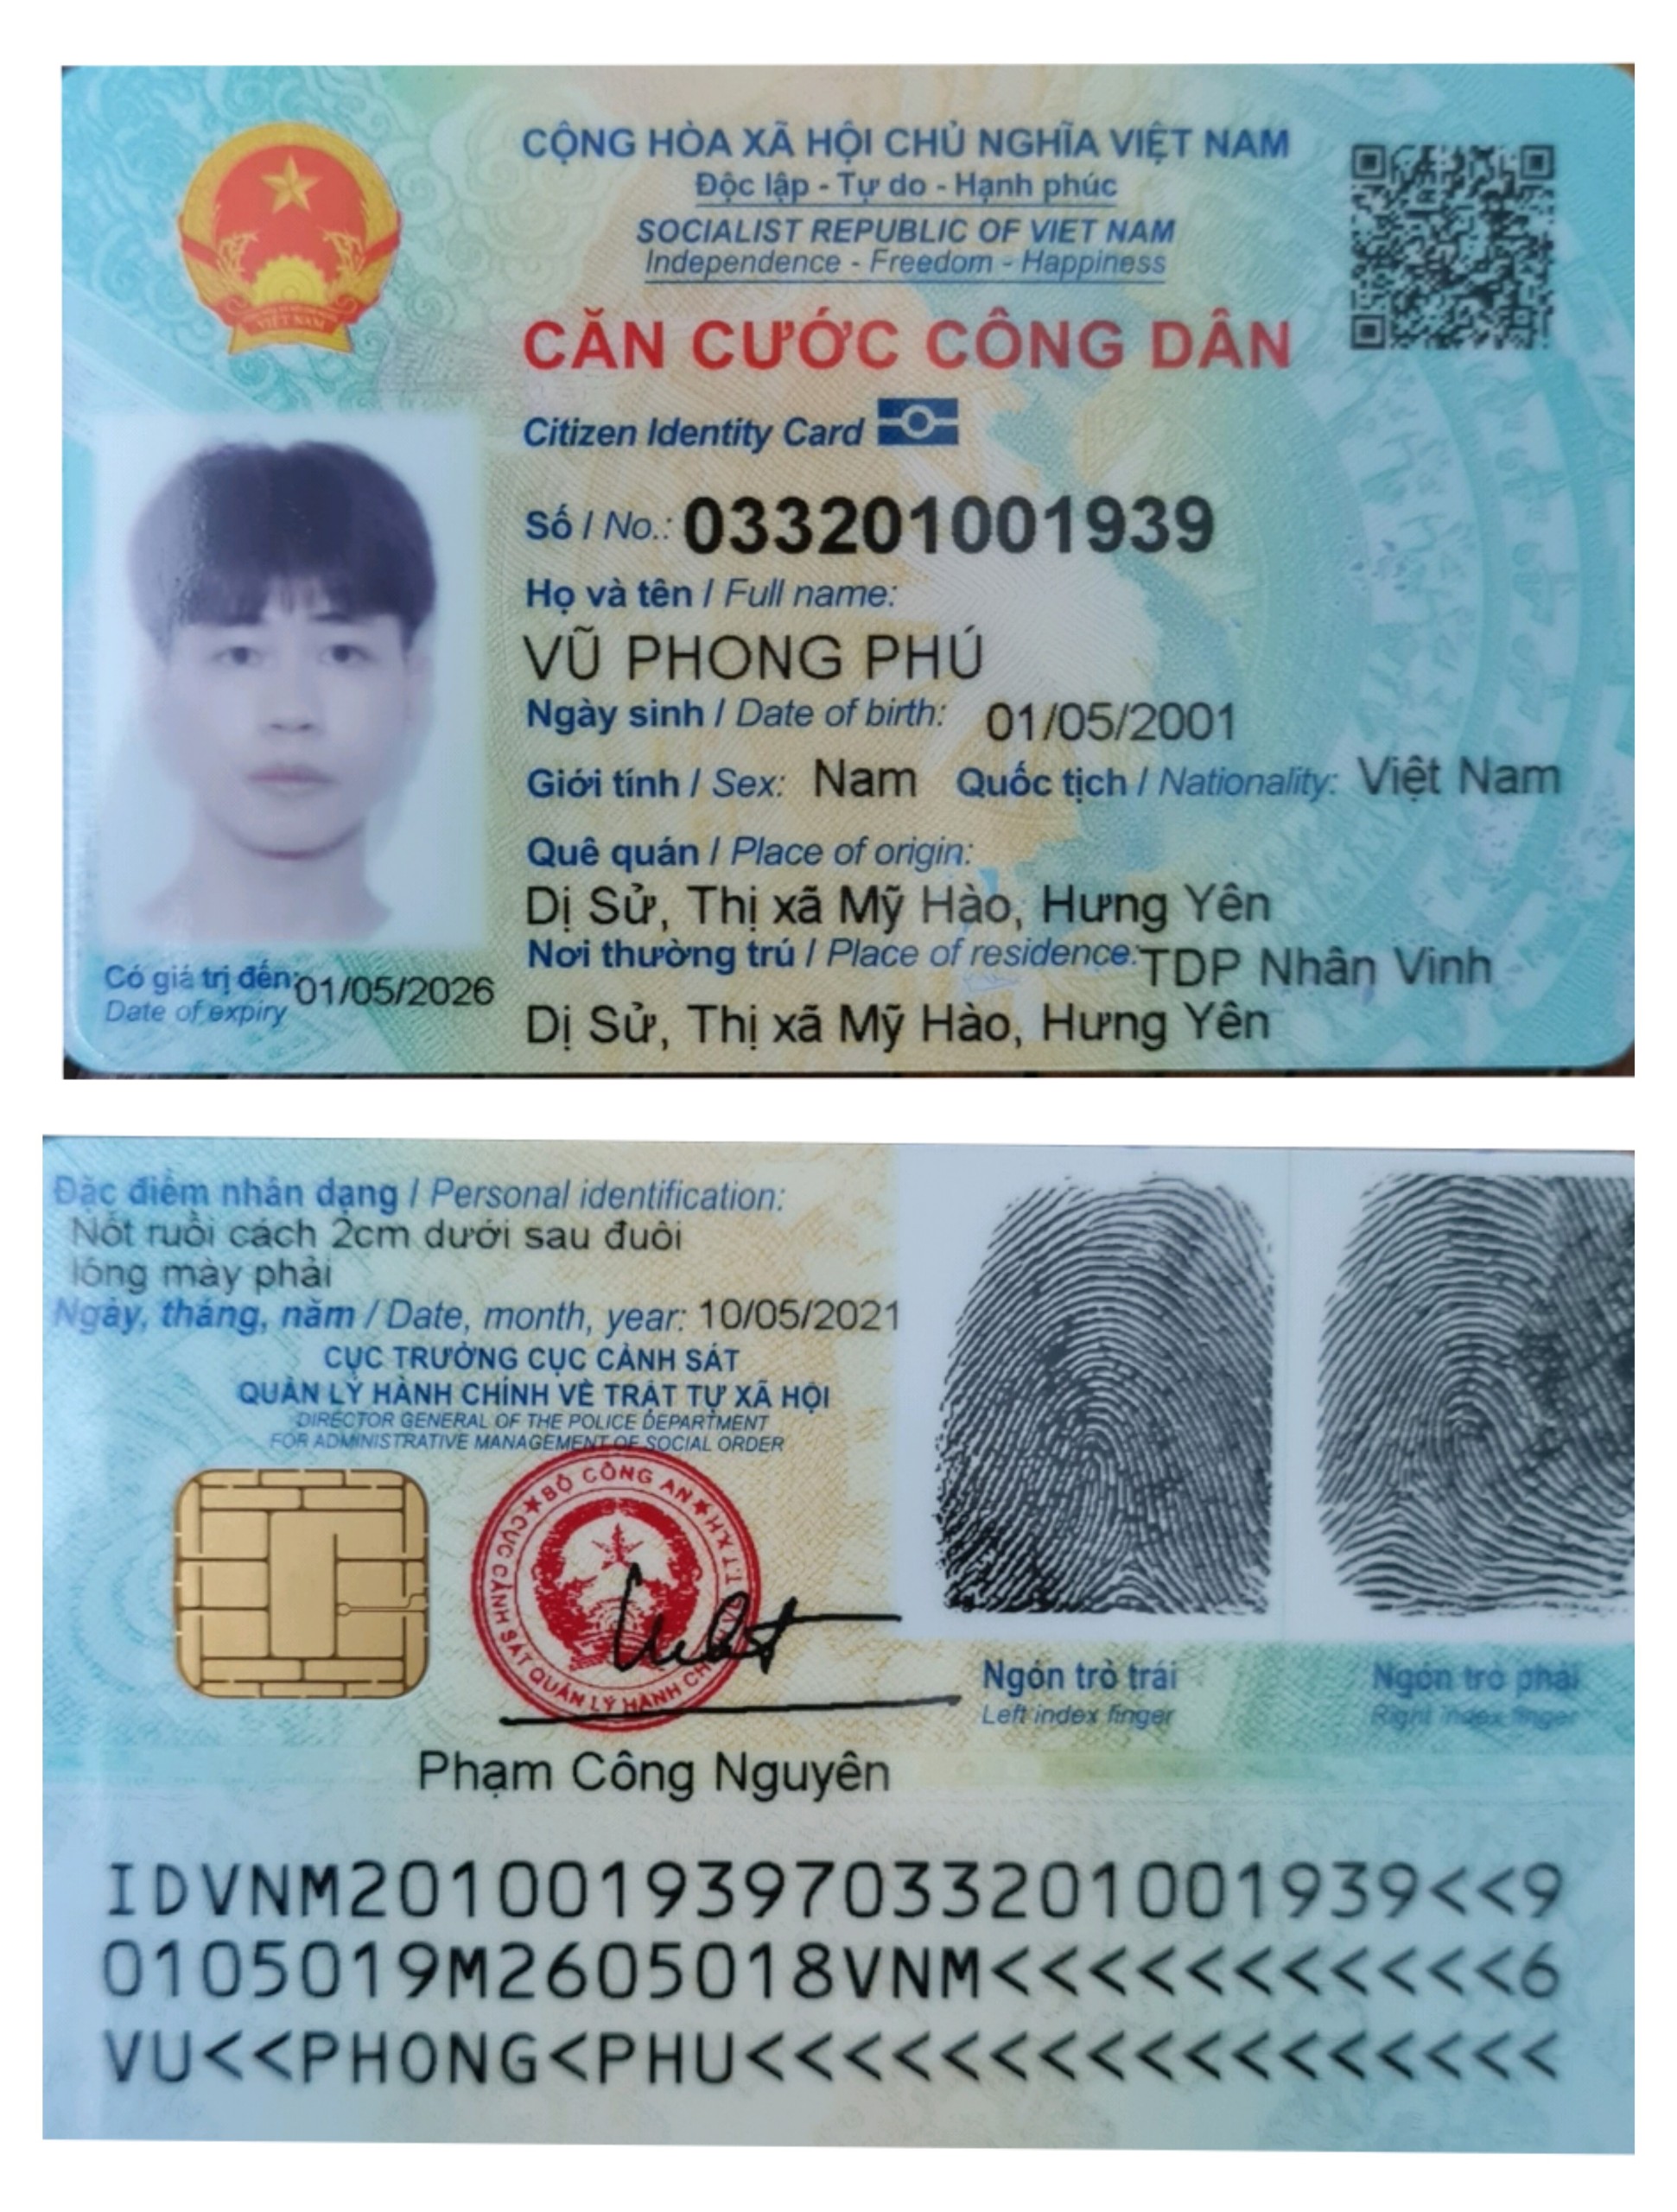 CỘNG HÒA XÃ HỘI CHỦ NGHĨA VIỆT NAM
Độc lập - Tự do - Hạnh phúc
SOCIALIST REPUBLIC OF VIET NAM
Independence - Freedom - Happiness
CĂN CƯỚC CÔNG DÂN
Citizen Identity Card
VIỆT NAM
Số / No.: 033201001939
Họ và tên / Full name:
VŨ PHONG PHÚ
Ngày sinh / Date of birth: 01/05/2001
Giới tính / Sex: Nam Quốc tịch / Nationality: Việt Nam
Quê quán / Place of origin:
Dị Sử, Thị xã Mỹ Hào, Hưng Yên
Nơi thường trú / Place of residence: TDP Nhân Vinh
Dị Sử, Thị xã Mỹ Hào, Hưng Yên
Có giá trị đến: 01/05/2026
Date of expiry
Đặc điểm nhân dạng / Personal identification:
Nốt ruồi cách 2cm dưới sau đuôi
lông mày phải
Ngày, tháng, năm / Date, month, year: 10/05/2021
CỤC TRƯỞNG CỤC CẢNH SÁT
QUẢN LÝ HÀNH CHÍNH VỀ TRẬT TỰ XÃ HỘI
DIRECTOR GENERAL OF THE POLICE DEPARTMENT
FOR ADMINISTRATIVE MANAGEMENT OF SOCIAL ORDER
BỘ CÔNG AN
CỤC CẢNH SÁT QUẢN LÝ HÀNH CH
Ngón trỏ trái
Left index finger
Ngón trỏ phải
Right index finger
Phạm Công Nguyên
IDVNM2010019397033201001939<<9
0105019M2605018VNM<<<<<<<<<<<6
VU<<PHONG<PHU<<<<<<<<<<<<<<<<<